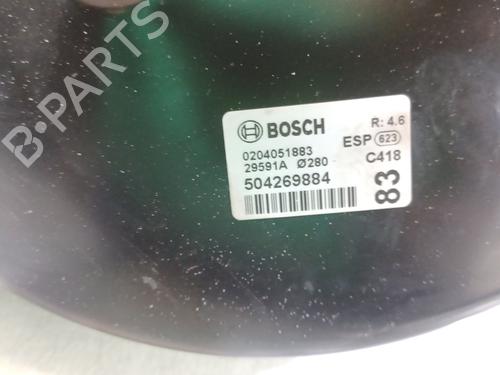 B-PARTS
BOSCH
R: 4.6
0204051883
ESP 623
29591A Ø280
C418
504269884
83